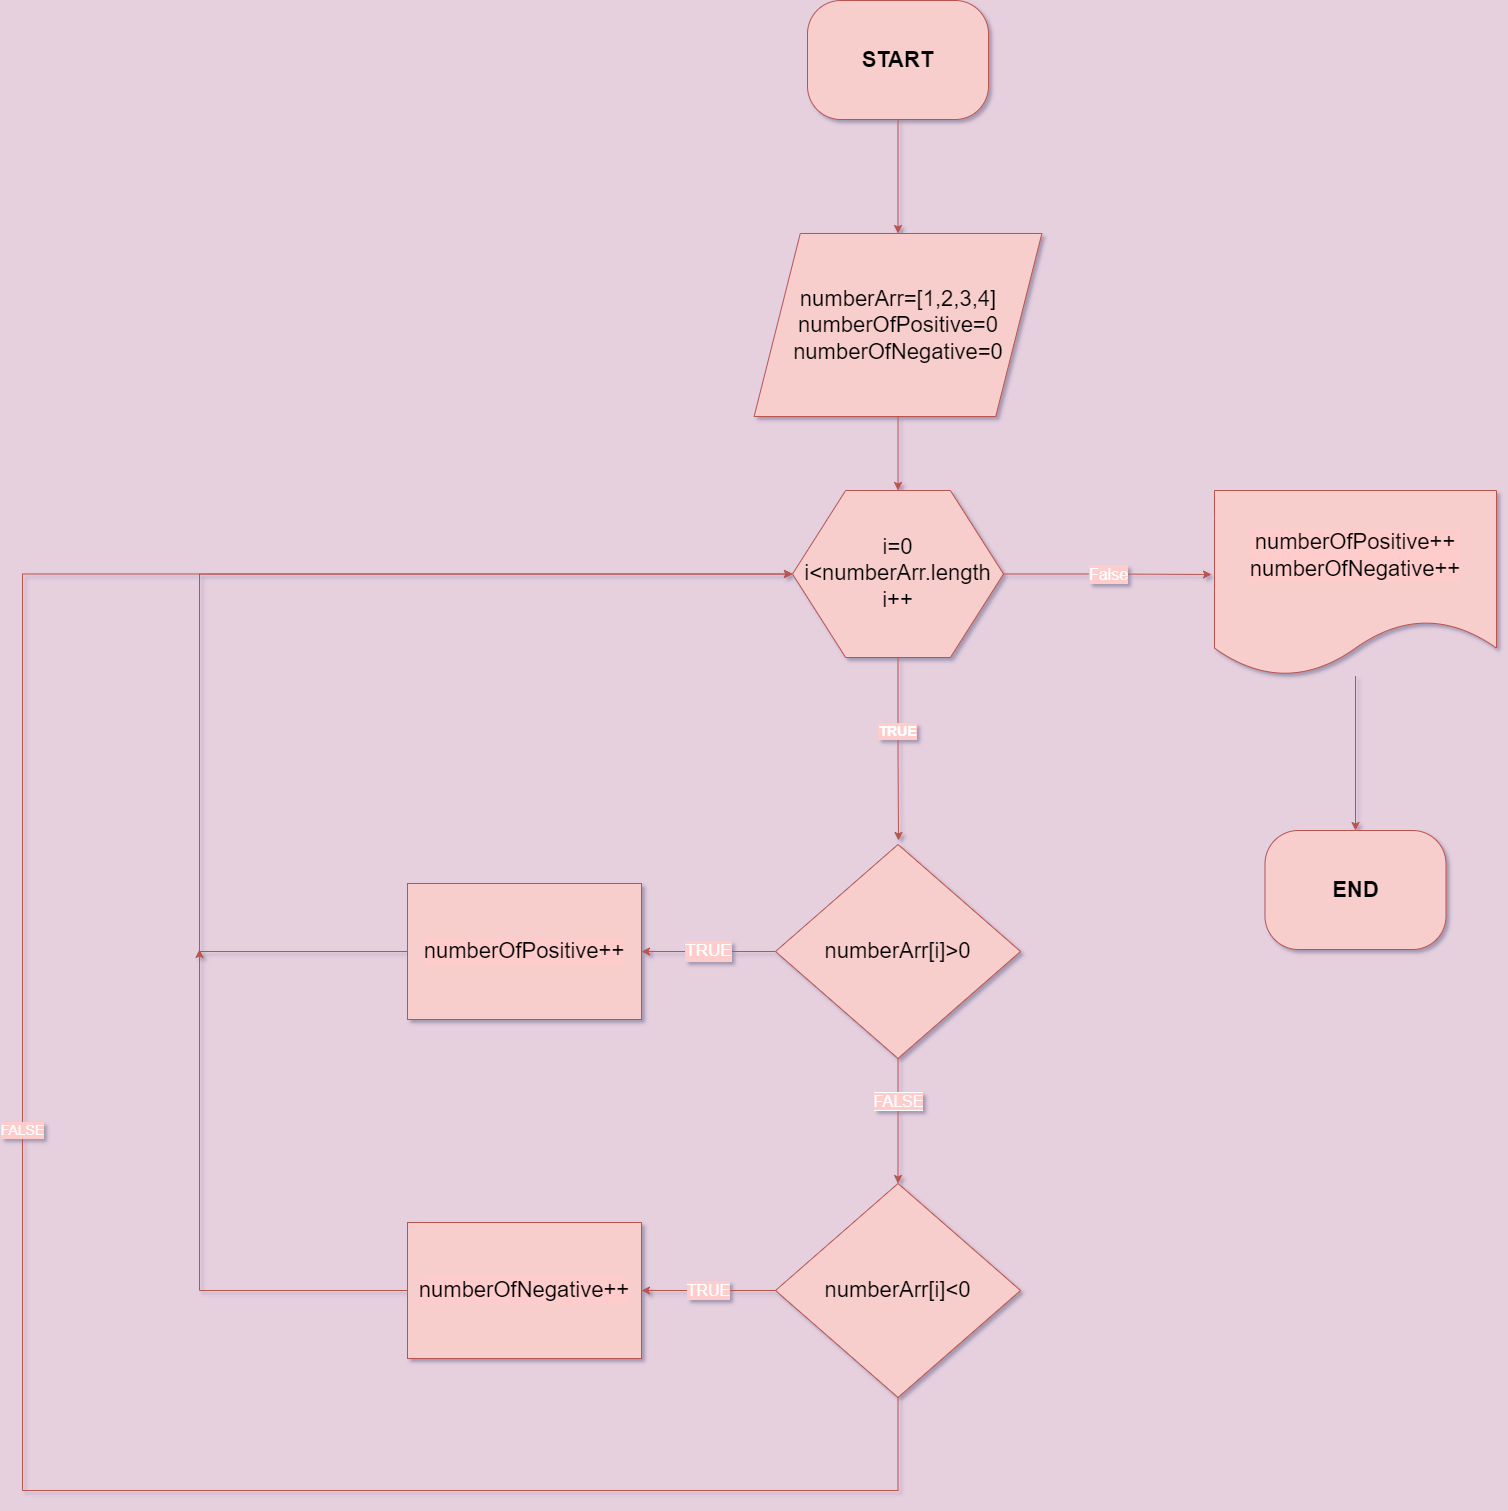 START
numberArr=[1,2,3,4]
numberOfPositive=0
numberOfNegative=0
i=0
i<numberArr.length
i++
False
numberOfPositive++
numberOfNegative++
TRUE
END
numberArr[i]>0
TRUE
numberOfPositive++
FALSE
FALSE
numberArr[i]<0
TRUE
numberOfNegative++